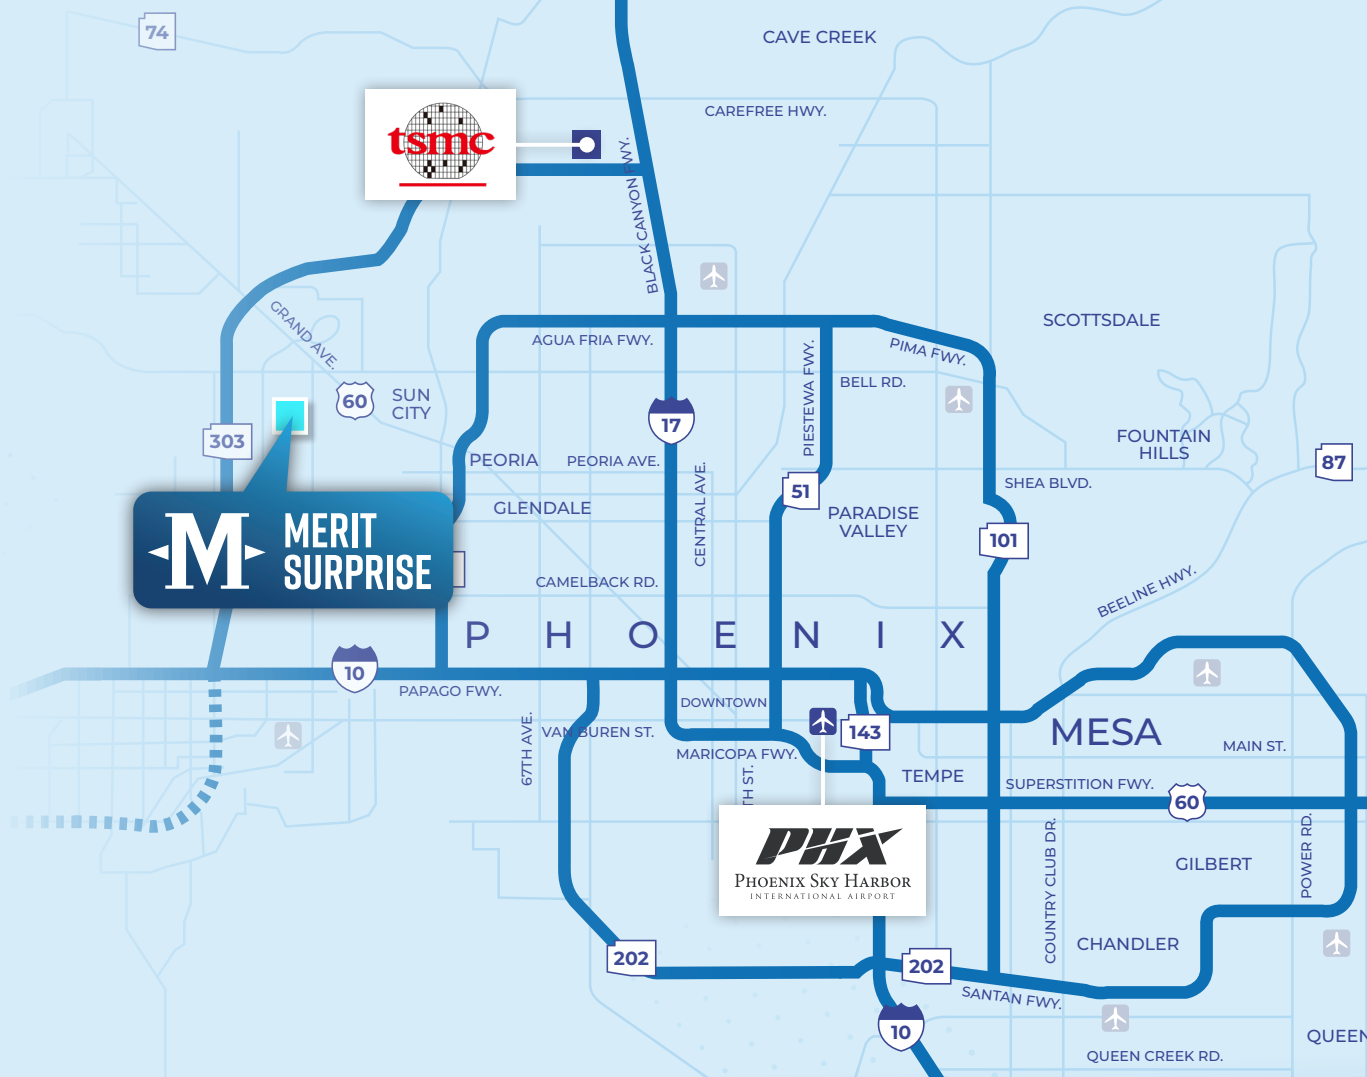 74
CAVE CREEK
CAREFREE HWY.
tsmc
BLACK CANYON FWY.
GRAND AVE.
SCOTTSDALE
AGUA FRIA FWY.
PIMA FWY.
PIESTEWA FWY.
BELL RD.
60
SUN
CITY
17
303
FOUNTAIN
HILLS
PEORIA
PEORIA AVE.
87
CENTRAL AVE.
51
SHEA BLVD.
GLENDALE
PARADISE
VALLEY
M
MERIT
SURPRISE
101
CAMELBACK RD.
BEELINE HWY.
PHOENIX
10
PAPAGO FWY.
DOWNTOWN
67TH AVE.
VAN BUREN ST.
143
MESA
MAIN ST.
MARICOPA FWY.
TH ST.
TEMPE
SUPERSTITION FWY.
60
PHX
PHOENIX SKY HARBOR
INTERNATIONAL AIRPORT
COUNTRY CLUB DR.
GILBERT
POWER RD.
CHANDLER
202
202
SANTAN FWY.
10
QUEEN
QUEEN CREEK RD.